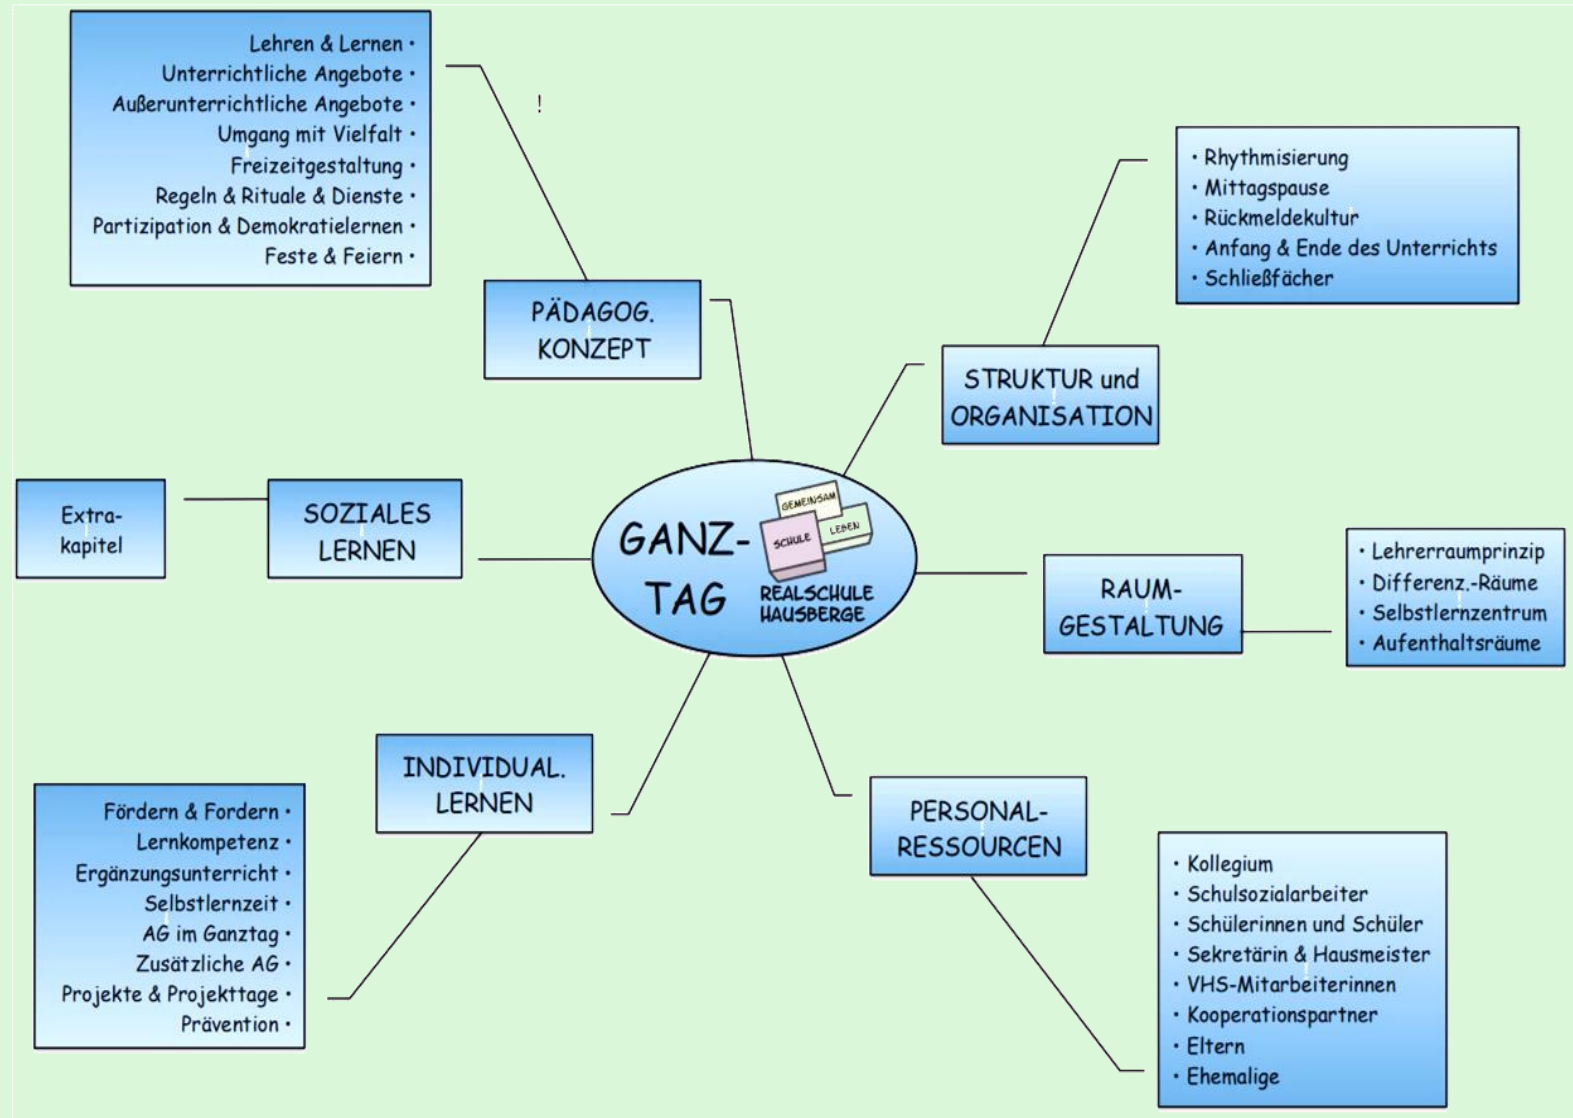 Lehren & Lernen •
Unterrichtliche Angebote •
Außerunterrichtliche Angebote •
Umgang mit Vielfalt •
Freizeitgestaltung •
Regeln & Rituale & Dienste •
Partizipation & Demokratielernen •
Feste & Feiern •
!
PÄDAGOG.
KONZEPT
• Rhythmisierung
• Mittagspause
• Rückmeldekultur
• Anfang & Ende des Unterrichts
• Schließfächer
STRUKTUR und
ORGANISATION
Extra-
kapitel
SOZIALES
LERNEN
GANZ-
TAG
GEMEINSAM
SCHULE
LEBEN
REALSCHULE
HAUSBERGE
RAUM-
GESTALTUNG
• Lehrerraumprinzip
• Differenz.-Räume
• Selbstlernzentrum
• Aufenthaltsräume
INDIVIDUAL.
LERNEN
Fördern & Fordern •
Lernkompetenz •
Ergänzungsunterricht •
Selbstlernzeit •
AG im Ganztag •
Zusätzliche AG •
Projekte & Projekttage •
Prävention •
PERSONAL-
RESSOURCEN
• Kollegium
• Schulsozialarbeiter
• Schülerinnen und Schüler
• Sekretärin & Hausmeister
• VHS-Mitarbeiterinnen
• Kooperationspartner
• Eltern
• Ehemalige